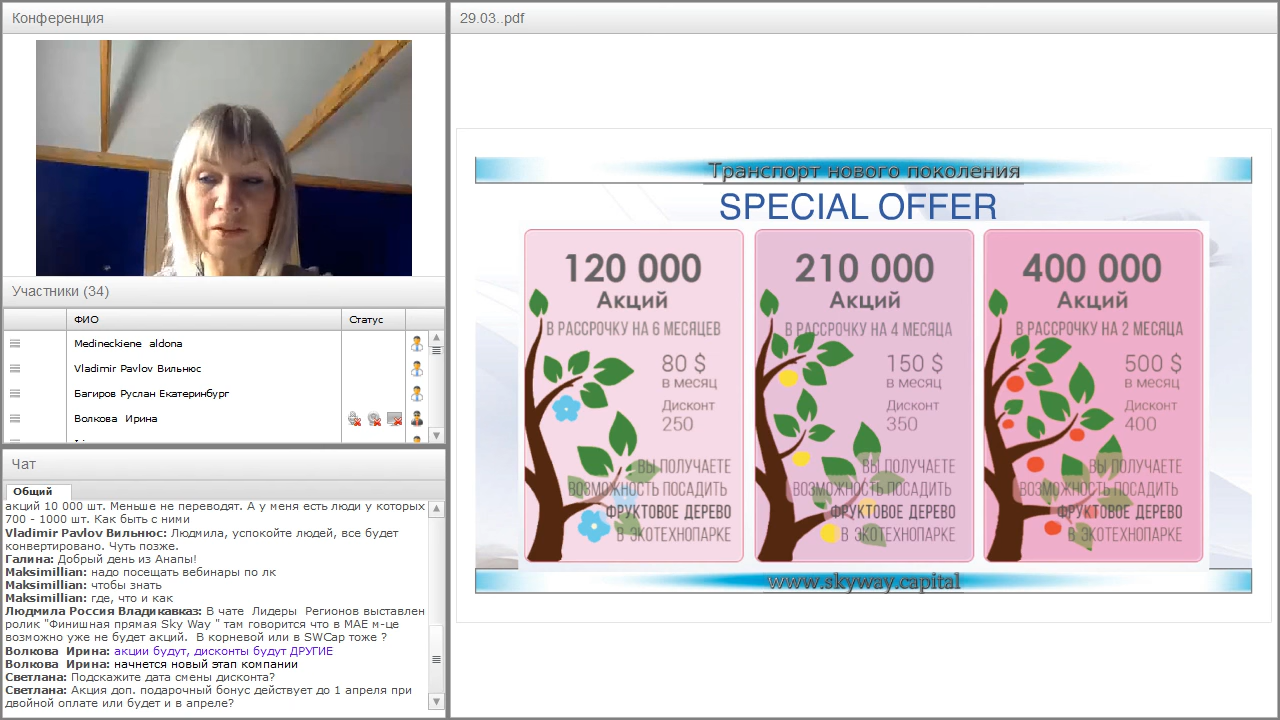 Конференция
29.03..pdf
Участники (34)
ФИО
Статус
Medineckiene aldona
Vladimir Pavlov Вильнюс
Багиров Руслан Екатеринбург
Волкова Ирина
Чат
Общий
акций 10 000 шт. Меньше не переводят. А у меня есть люди у которых
700 - 1000 шт. Как быть с ними
Vladimir Pavlov Вильнюс: Людмила, успокойте людей, все будет
конвертировано. Чуть позже.
Галина: Добрый день из Анапы!
Maksimillian: надо посещать вебинары по лк
Maksimillian: чтобы знать
Maksimillian: где, что и как
Людмила Россия Владикавказ: В чате Лидеры Регионов выставлен
ролик "Финишная прямая Sky Way " там говорится что в МАЕ м-це
возможно уже не будет акций. В корневой или в SWCap тоже ?
Волкова Ирина: акции будут, дисконты будут ДРУГИЕ
Волкова Ирина: начнется новый этап компании
Светлана: Подскажите дата смены дисконта?
Светлана: Акция доп. подарочный бонус действует до 1 апреля при
двойной оплате или будет и в апреле?
Транспорт нового поколения
SPECIAL OFFER
120 000
Акций
В РАССРОЧКУ НА 6 МЕСЯЦЕВ
80 $
в месяц
Дисконт
250
ВЫ ПОЛУЧАЕТЕ
ВОЗМОЖНОСТЬ ПОСАДИТЬ
ФРУКТОВОЕ ДЕРЕВО
В ЭКОТЕХНОПАРКЕ
210 000
Акций
В РАССРОЧКУ НА 4 МЕСЯЦА
150 $
в месяц
Дисконт
350
ВЫ ПОЛУЧАЕТЕ
ВОЗМОЖНОСТЬ ПОСАДИТЬ
ФРУКТОВОЕ ДЕРЕВО
В ЭКОТЕХНОПАРКЕ
400 000
Акций
В РАССРОЧКУ НА 2 МЕСЯЦА
500 $
в месяц
Дисконт
400
ВЫ ПОЛУЧАЕТЕ
ВОЗМОЖНОСТЬ ПОСАДИТЬ
ФРУКТОВОЕ ДЕРЕВО
В ЭКОТЕХНОПАРКЕ
www.skyway.capital